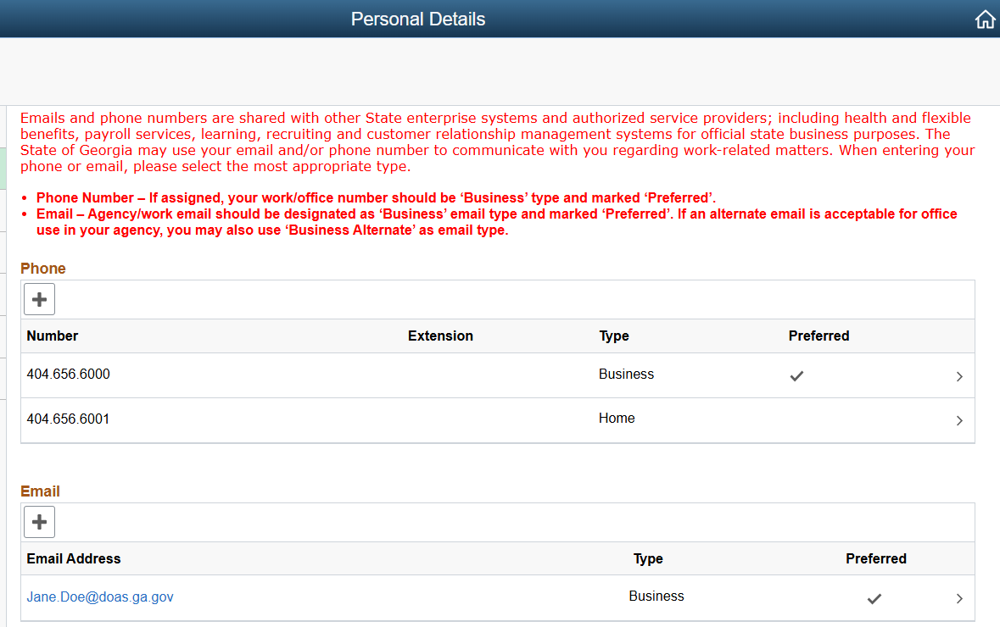 Personal Details
Emails and phone numbers are shared with other State enterprise systems and authorized service providers; including health and flexible
benefits, payroll services, learning, recruiting and customer relationship management systems for official state business purposes. The
State of Georgia may use your email and/or phone number to communicate with you regarding work-related matters. When entering your
phone or email, please select the most appropriate type.
• Phone Number – If assigned, your work/office number should be ‘Business’ type and marked ‘Preferred’.
• Email – Agency/work email should be designated as ‘Business’ email type and marked ‘Preferred’. If an alternate email is acceptable for office
use in your agency, you may also use ‘Business Alternate’ as email type.
Phone
Number Extension Type Preferred
404.656.6000 Business
404.656.6001 Home
Email
Email Address Type Preferred
Jane.Doe@doas.ga.gov Business